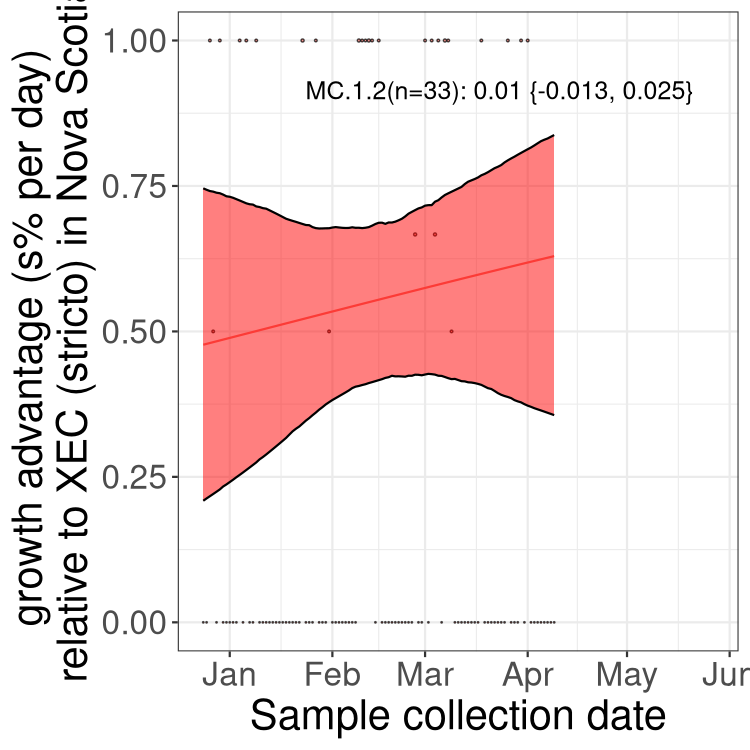 growth advantage (s% per day)
relative to XEC (stricto) in Nova Scotia
1.00
0.75
0.50
0.25
0.00
MC.1.2(n=33): 0.01 {-0.013, 0.025}
Jan Feb Mar Apr May Jun
Sample collection date